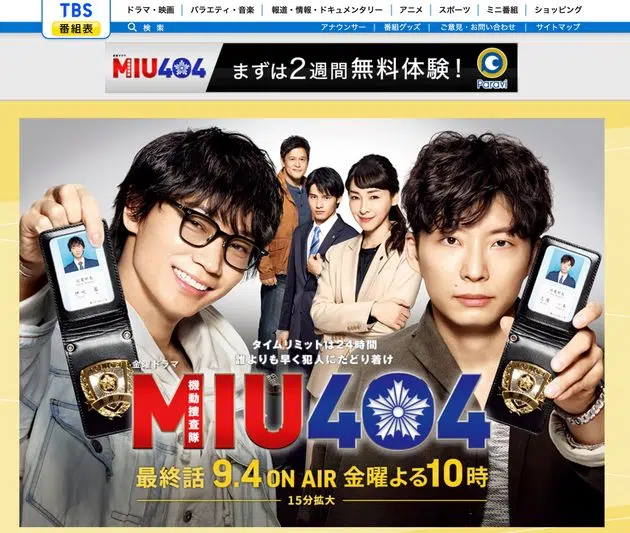 TBS
番組表
ドラマ・映画
バラエティ・音楽
報道・情報・ドキュメンタリー
アニメ
スポーツ
ミニ番組
ショッピング
検索
アナウンサー
番組グッズ
ご意見・お問い合わせ
サイトマップ
MIU404
まずは2週間無料体験！
Paravi
タイムリミットは24時間
誰よりも早く犯人にたどり着け
金曜ドラマ
機動捜査隊
MIU404
最終話 9.4 ON AIR 金曜よる10時
15分拡大